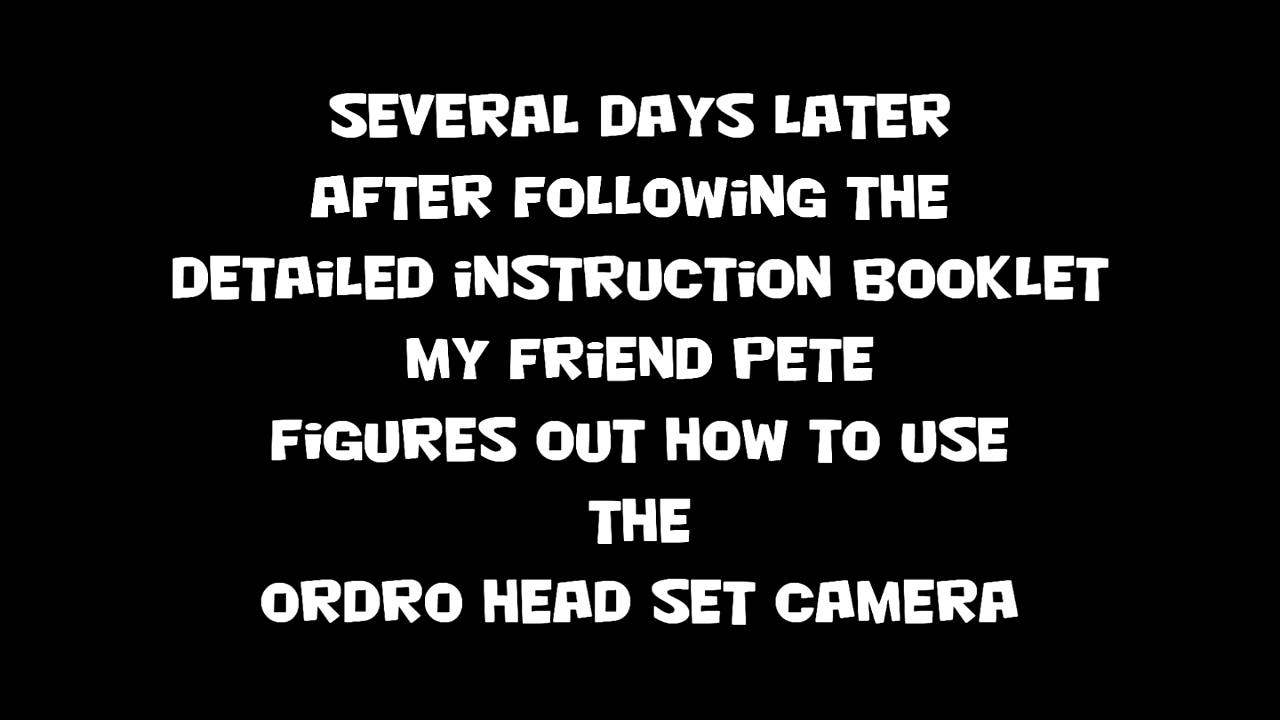 SEVERAL DAYS LATER
AFTER FOLLOWiNG THE
DETAiLED iNSTRUCTiON BOOKLET
MY FRiEND PETE
FiGURES OUT HOW TO USE
THE
ORDRO HEAD SET CAMERA